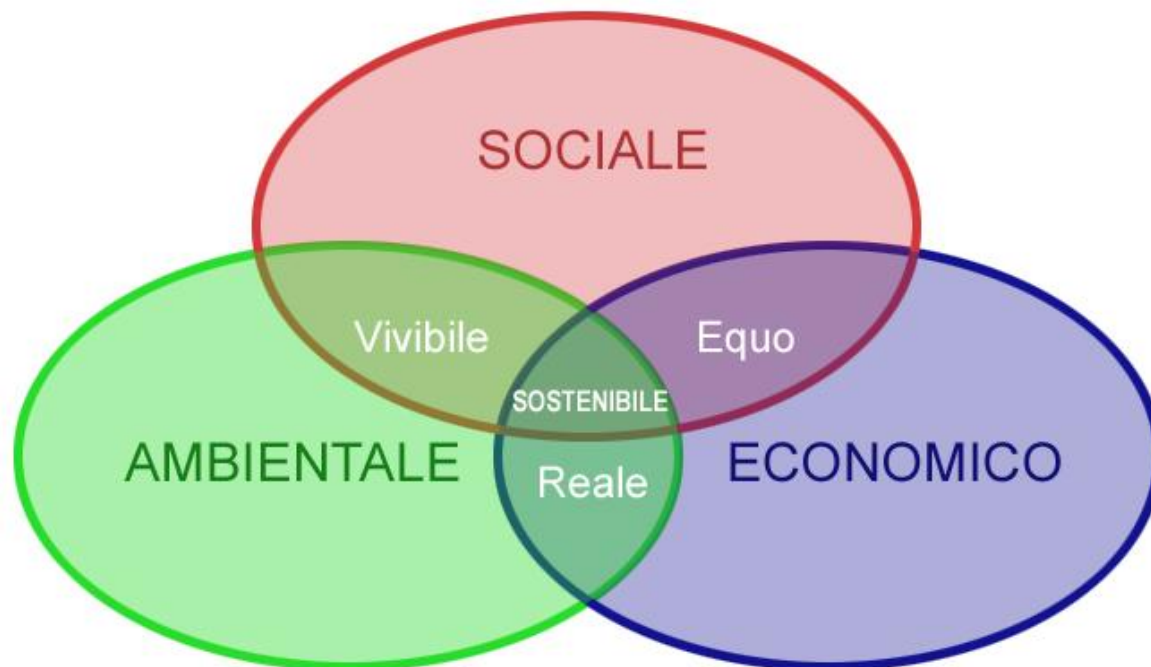 SOCIALE
Vivibile
Equo
SOSTENIBILE
AMBIENTALE
ECONOMICO
Reale